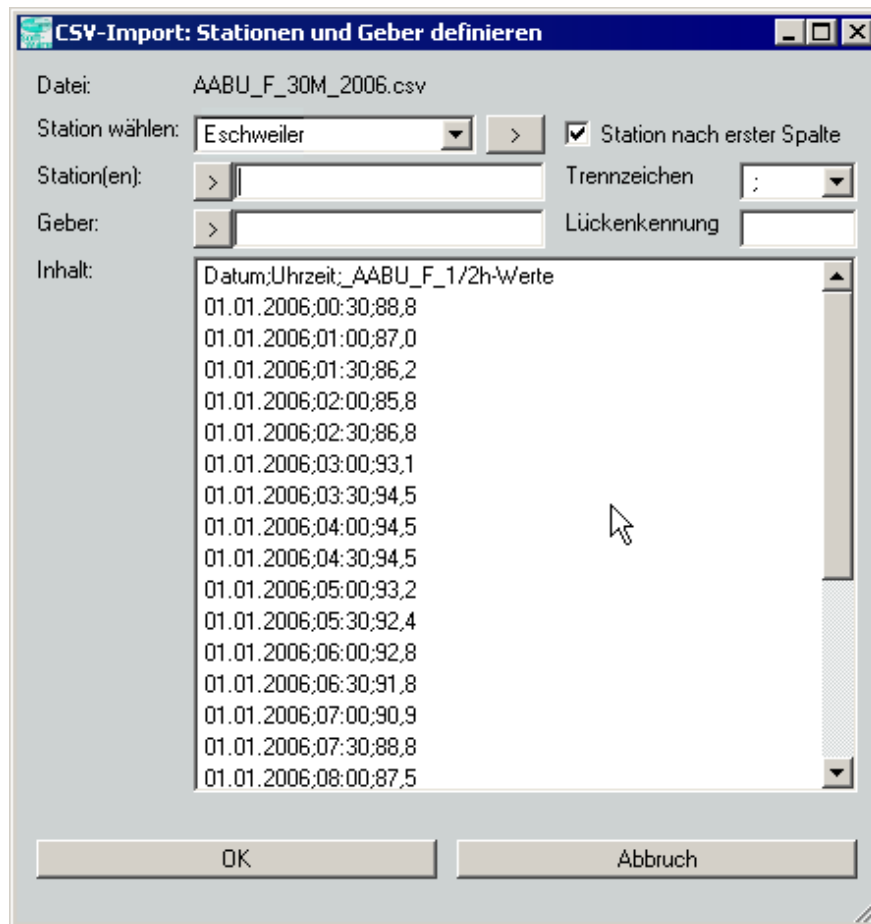 CSV-Import: Stationen und Geber definieren
Datei: AABU_F_30M_2006.csv
Station wählen: Eschweiler > Station nach erster Spalte
Station(en): > Trennzeichen ;
Geber: > Lückenkennung
Inhalt:
Datum;Uhrzeit;_AABU_F_1/2h-Werte
01.01.2006;00:30;88,8
01.01.2006;01:00;87,0
01.01.2006;01:30;86,2
01.01.2006;02:00;85,8
01.01.2006;02:30;86,8
01.01.2006;03:00;93,1
01.01.2006;03:30;94,5
01.01.2006;04:00;94,5
01.01.2006;04:30;94,5
01.01.2006;05:00;93,2
01.01.2006;05:30;92,4
01.01.2006;06:00;92,8
01.01.2006;06:30;91,8
01.01.2006;07:00;90,9
01.01.2006;07:30;88,8
01.01.2006;08:00;87,5
OK Abbruch